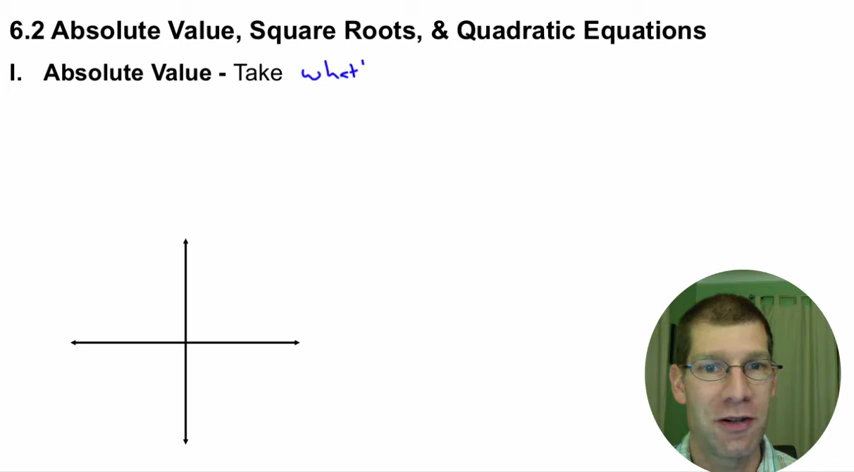 6.2 Absolute Value, Square Roots, & Quadratic Equations
I. Absolute Value - Take what'